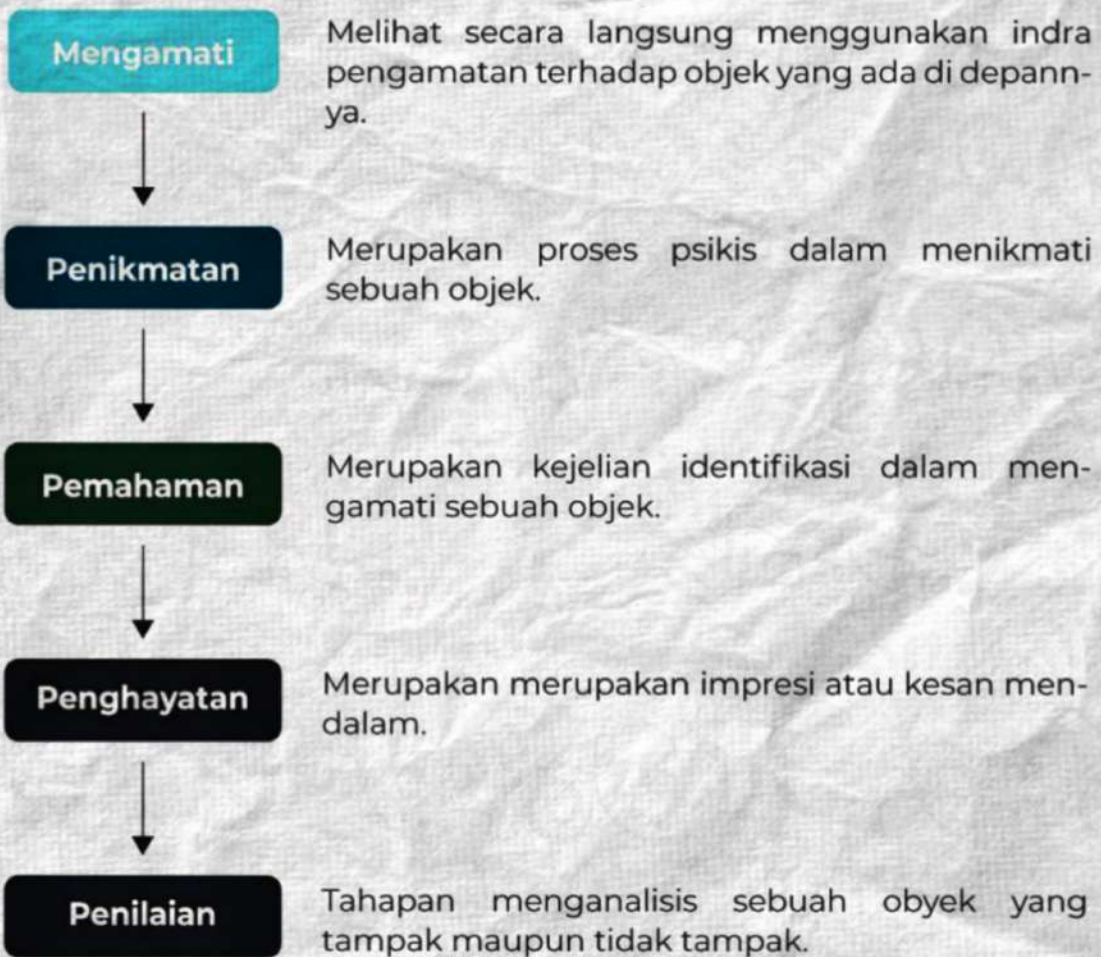 Mengamati
Melihat secara langsung menggunakan indra
pengamatan terhadap objek yang ada di depann-
ya.
Penikmatan
Merupakan proses psikis dalam menikmati
sebuah objek.
Pemahaman
Merupakan kejelian identifikasi dalam men-
gamati sebuah objek.
Penghayatan
Merupakan merupakan impresi atau kesan men-
dalam.
Penilaian
Tahapan menganalisis sebuah obyek yang
tampak maupun tidak tampak.